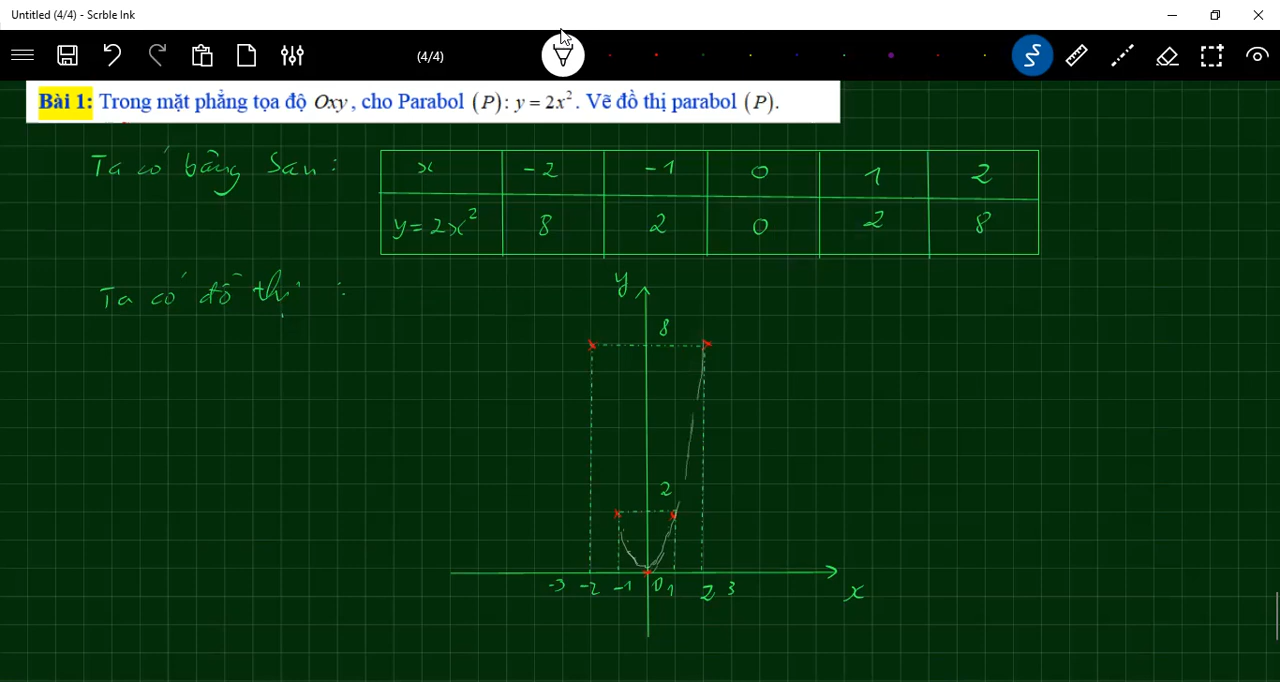 Untitled (4/4) - Scrble Ink
(4/4)
Bài 1: Trong mặt phẳng tọa độ Oxy, cho Parabol (P): y = 2x². Vẽ đồ thị parabol (P).
Ta có bảng sau :
x -2 -1 0 1 2
y = 2x² 8 2 0 2 8
Ta có đồ thị :
y
8
2
-3 -2 -1 0 1 2 3
x